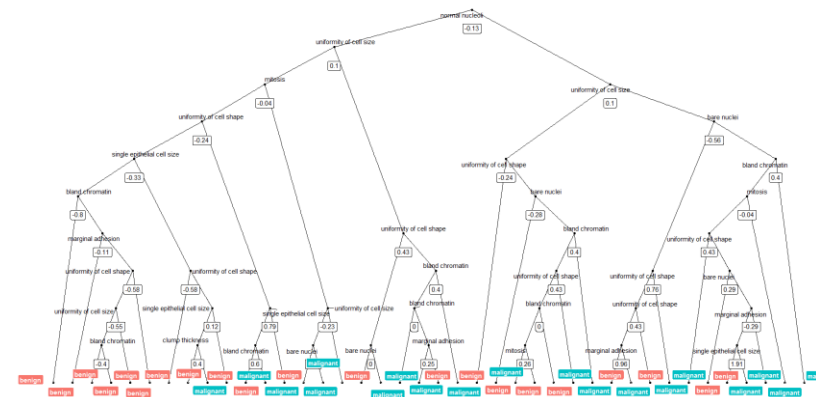 normal nucleoli
-0.13
uniformity of cell size
0.1
mitosis
-0.04
uniformity of cell size
0.1
uniformity of cell shape
-0.24
bare nuclei
-0.56
single epithelial cell size
-0.33
uniformity of cell shape
-0.24
bland chromatin
0.4
bland chromatin
-0.8
bare nuclei
-0.28
mitosis
-0.04
marginal adhesion
-0.11
uniformity of cell shape
0.43
bland chromatin
0.4
uniformity of cell shape
0.43
uniformity of cell shape
-0.58
uniformity of cell shape
-0.58
bland chromatin
0.4
uniformity of cell shape
0.43
uniformity of cell shape
0.76
bare nuclei
0.29
uniformity of cell size
-0.55
single epithelial cell size
0.12
single epithelial cell size
0.79
uniformity of cell size
-0.23
bland chromatin
0
bland chromatin
0
uniformity of cell shape
0.43
marginal adhesion
-0.29
bland chromatin
-0.4
clump thickness
0.4
bland chromatin
0.6
bare nuclei
malignant
bare nuclei
0
marginal adhesion
0.25
mitosis
0.26
marginal adhesion
0.96
single epithelial cell size
1.91
benign benign benign benign benign benign malignant benign malignant benign malignant benign benign malignant benign malignant benign malignant malignant benign malignant
benign benign benign malignant malignant malignant malignant malignant malignant benign benign malignant benign malignant benign malignant malignant